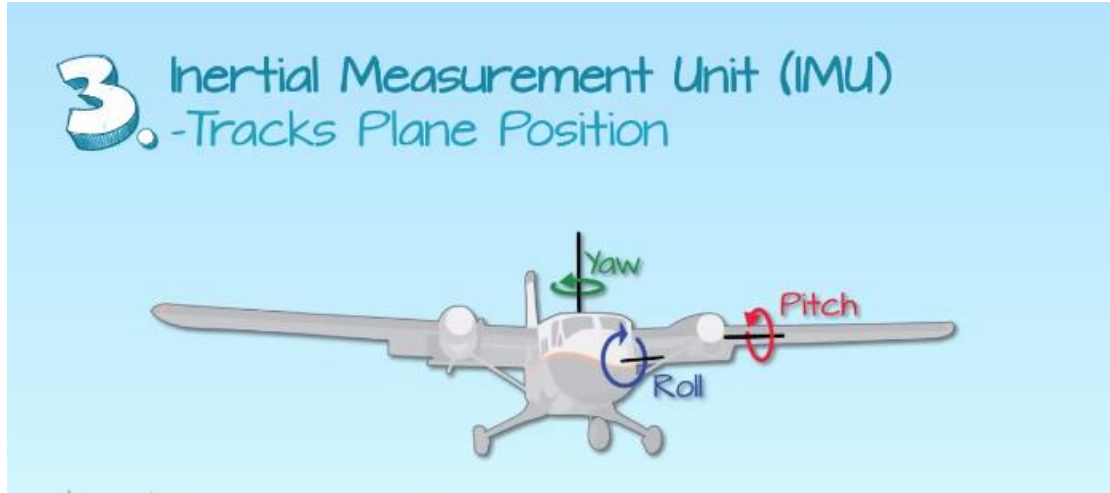 3. Inertial Measurement Unit (IMU)
-Tracks Plane Position
Yaw
Pitch
Roll